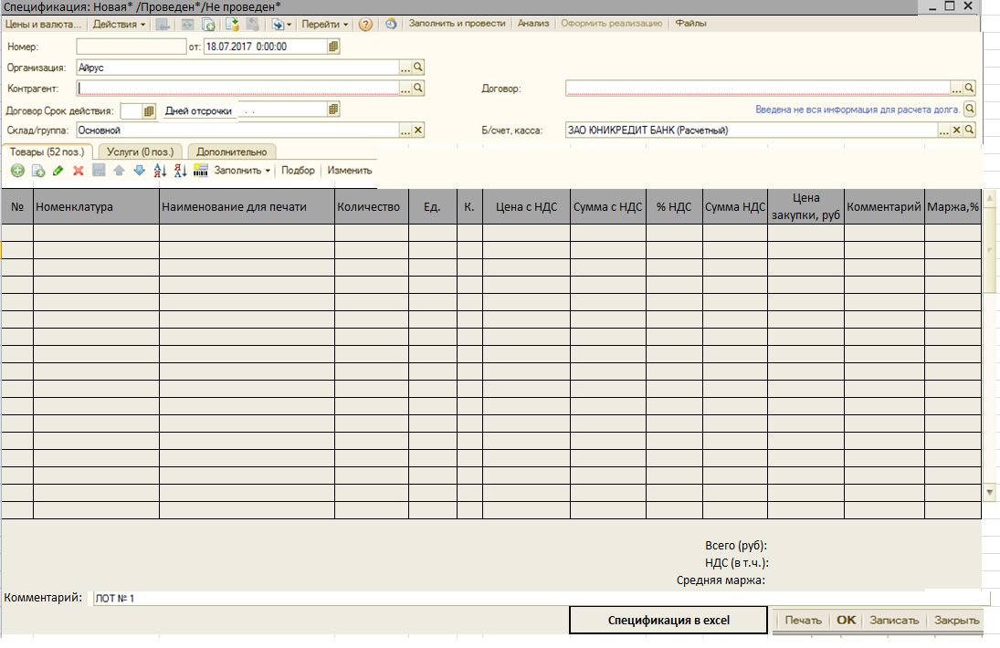 Спецификация: Новая* /Проведен*/Не проведен*
Цены и валюта... Действия Перейти Заполнить и провести Анализ Оформить реализацию Файлы
Номер: от: 18.07.2017 0:00:00
Организация: Айрус ...
Контрагент: ... Договор: ...
Договор Срок действия: Дней отсрочки . . Введена не вся информация для расчета долга.
Склад/группа: Основной ... Б/счет, касса: ЗАО ЮНИКРЕДИТ БАНК (Расчетный) ...
Товары (52 поз.) Услуги (0 поз.) Дополнительно
Заполнить Подбор Изменить
№ Номенклатура Наименование для печати Количество Ед. К. Цена с НДС Сумма с НДС % НДС Сумма НДС Цена закупки, руб Комментарий Маржа,%
Всего (руб):
НДС (в т.ч.):
Средняя маржа:
Комментарий: ЛОТ № 1
Спецификация в excel Печать OK Записать Закрыть